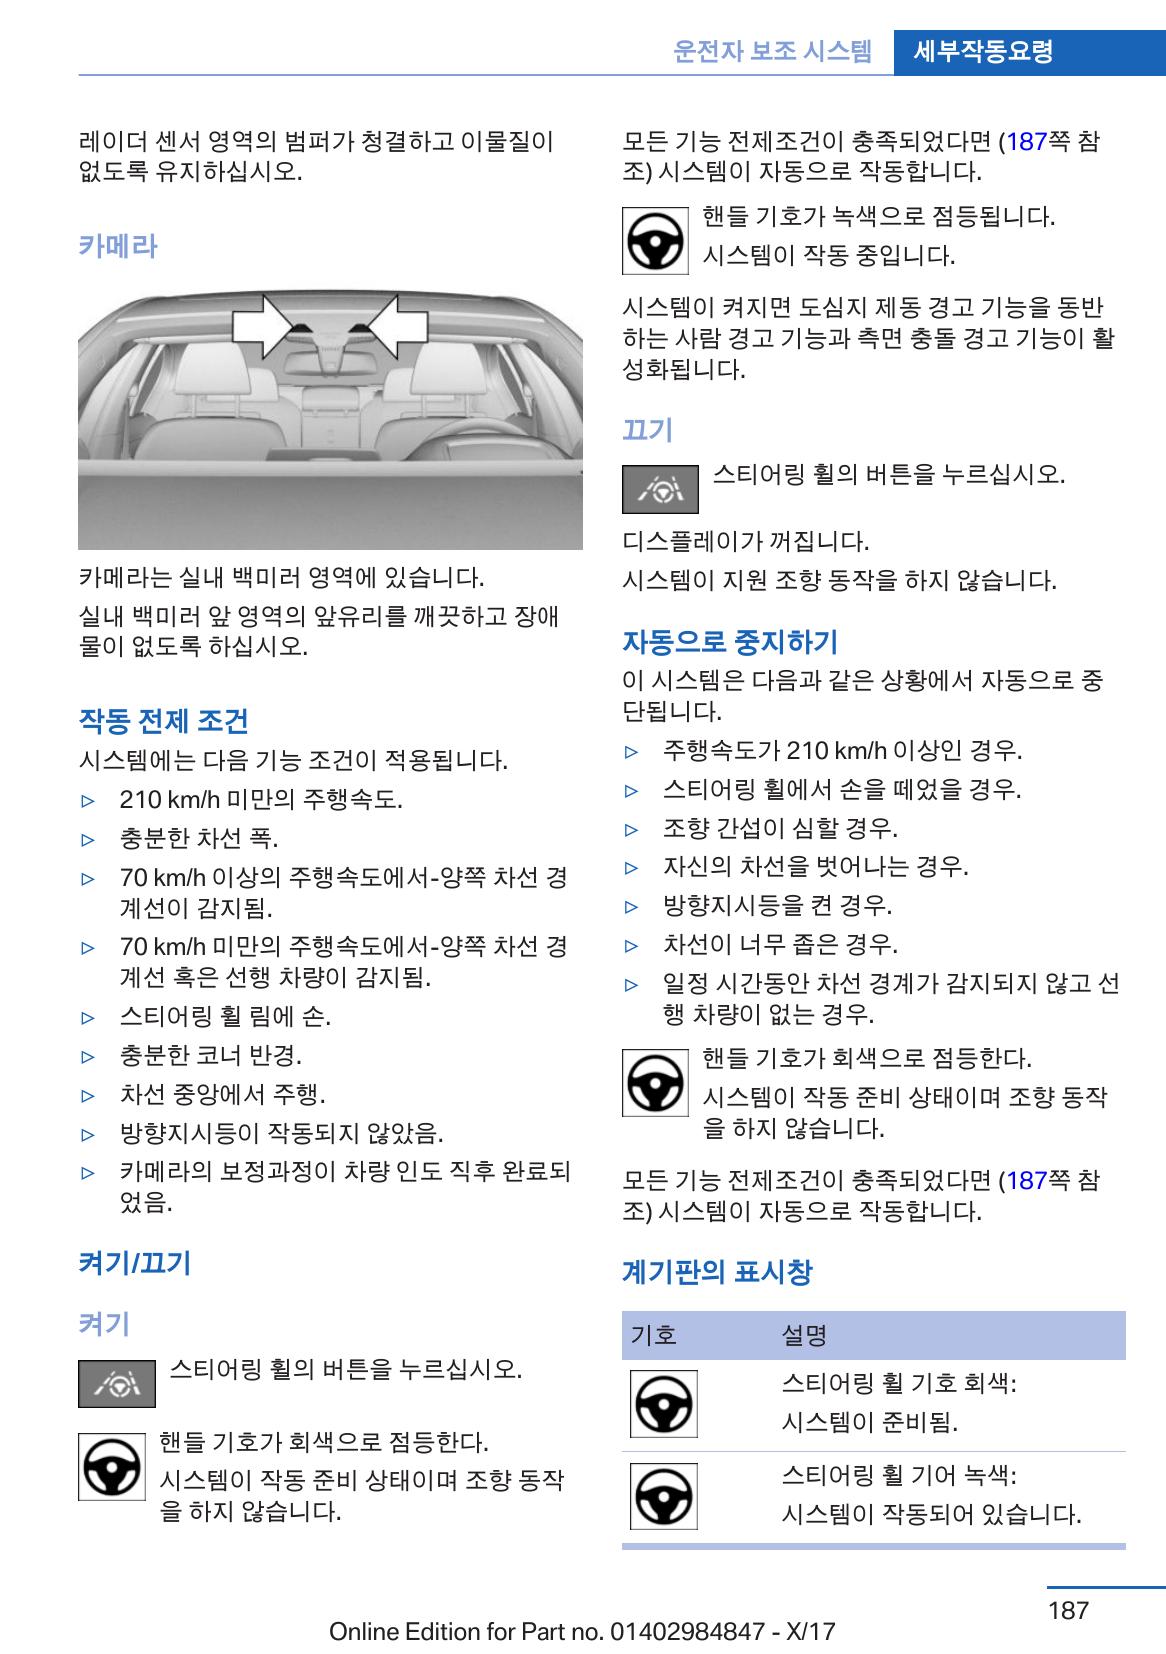 운전자 보조 시스템
세부작동요령
레이더 센서 영역의 범퍼가 청결하고 이물질이
없도록 유지하십시오.
카메라
카메라는 실내 백미러 영역에 있습니다.
실내 백미러 앞 영역의 앞유리를 깨끗하고 장애
물이 없도록 하십시오.
작동 전제 조건
시스템에는 다음 기능 조건이 적용됩니다.
▷ 210 km/h 미만의 주행속도.
▷ 충분한 차선 폭.
▷ 70 km/h 이상의 주행속도에서-양쪽 차선 경
계선이 감지됨.
▷ 70 km/h 미만의 주행속도에서-양쪽 차선 경
계선 혹은 선행 차량이 감지됨.
▷ 스티어링 휠 림에 손.
▷ 충분한 코너 반경.
▷ 차선 중앙에서 주행.
▷ 방향지시등이 작동되지 않았음.
▷ 카메라의 보정과정이 차량 인도 직후 완료되
었음.
켜기/끄기
켜기
스티어링 휠의 버튼을 누르십시오.
핸들 기호가 회색으로 점등한다.
시스템이 작동 준비 상태이며 조향 동작
을 하지 않습니다.
모든 기능 전제조건이 충족되었다면 (187쪽 참
조) 시스템이 자동으로 작동합니다.
핸들 기호가 녹색으로 점등됩니다.
시스템이 작동 중입니다.
시스템이 켜지면 도심지 제동 경고 기능을 동반
하는 사람 경고 기능과 측면 충돌 경고 기능이 활
성화됩니다.
끄기
스티어링 휠의 버튼을 누르십시오.
디스플레이가 꺼집니다.
시스템이 지원 조향 동작을 하지 않습니다.
자동으로 중지하기
이 시스템은 다음과 같은 상황에서 자동으로 중
단됩니다.
▷ 주행속도가 210 km/h 이상인 경우.
▷ 스티어링 휠에서 손을 떼었을 경우.
▷ 조향 간섭이 심할 경우.
▷ 자신의 차선을 벗어나는 경우.
▷ 방향지시등을 켠 경우.
▷ 차선이 너무 좁은 경우.
▷ 일정 시간동안 차선 경계가 감지되지 않고 선
행 차량이 없는 경우.
핸들 기호가 회색으로 점등한다.
시스템이 작동 준비 상태이며 조향 동작
을 하지 않습니다.
모든 기능 전제조건이 충족되었다면 (187쪽 참
조) 시스템이 자동으로 작동합니다.
계기판의 표시창
기호 설명
스티어링 휠 기호 회색:
시스템이 준비됨.
스티어링 휠 기어 녹색:
시스템이 작동되어 있습니다.
187
Online Edition for Part no. 01402984847 - X/17